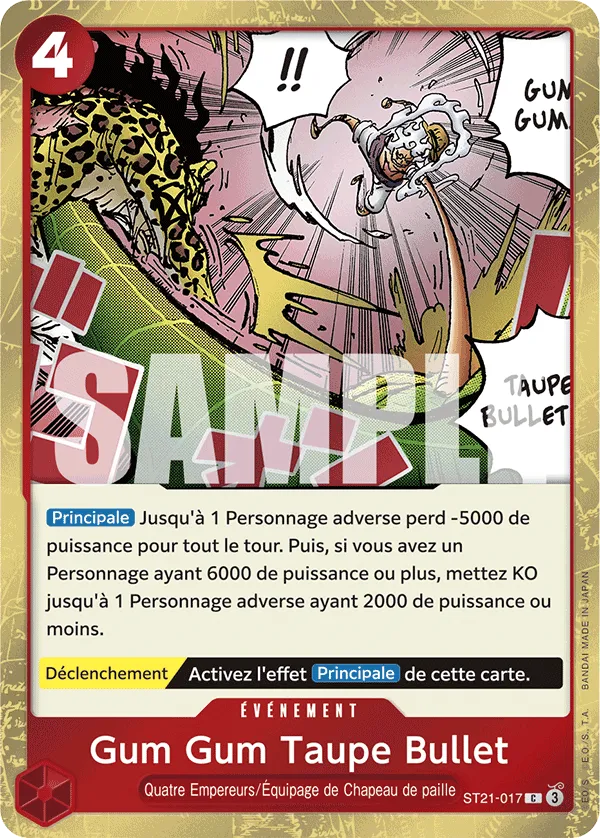 4
!!
GUM
GUM
TAUPE
BULLET
SAMPL
Principale Jusqu'à 1 Personnage adverse perd -5000 de
puissance pour tout le tour. Puis, si vous avez un
Personnage ayant 6000 de puissance ou plus, mettez KO
jusqu'à 1 Personnage adverse ayant 2000 de puissance ou
moins.
Déclenchement Activez l'effet Principale de cette carte.
ÉVÉNEMENT
Gum Gum Taupe Bullet
Quatre Empereurs/Équipage de Chapeau de paille
ST21-017 C 3
E.O.S. ©E.O.S, T.A. BANDAI MADE IN JAPAN